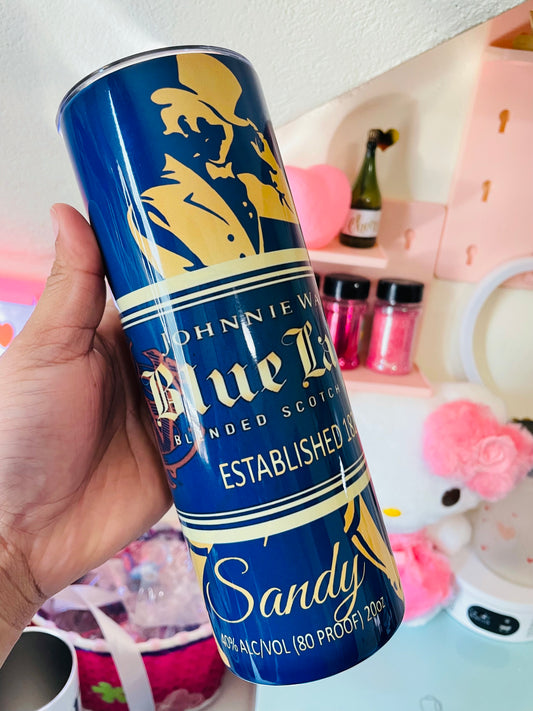 JOHNNIE WA
Blue La
BLENDED SCOTCH
ESTABLISHED 18
Sandy
40% ALC/VOL (80 PROOF) 20oz